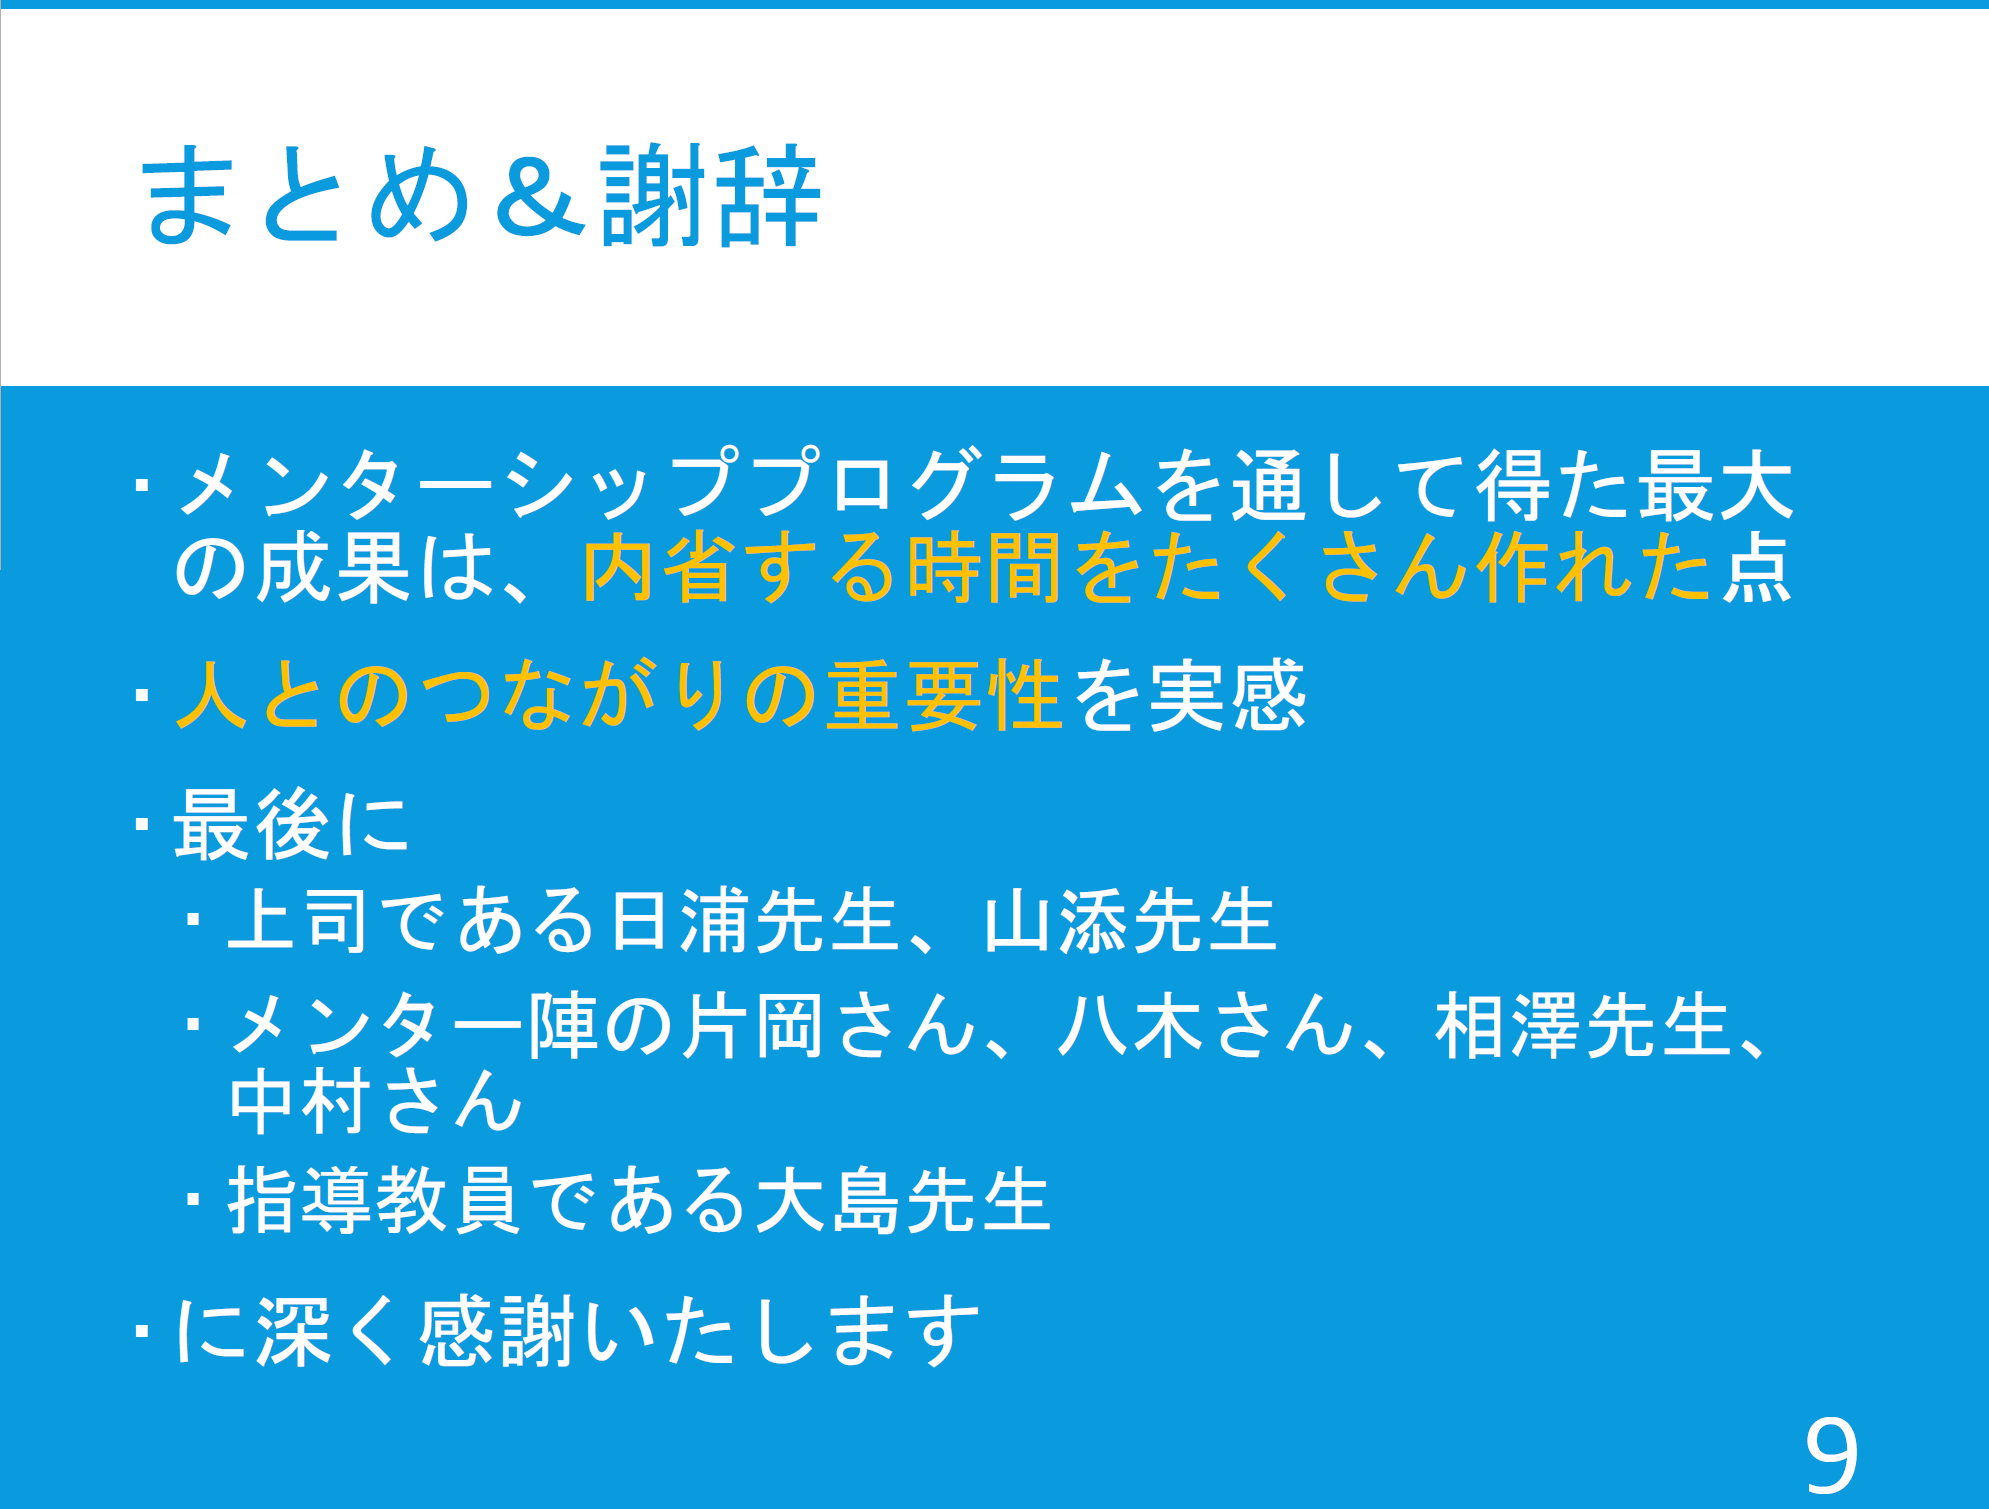 まとめ＆謝辞
▪メンターシッププログラムを通して得た最大
の成果は、内省する時間をたくさん作れた点
▪人とのつながりの重要性を実感
▪最後に
▪上司である日浦先生、山添先生
▪メンター陣の片岡さん、八木さん、相澤先生、
中村さん
▪指導教員である大島先生
▪に深く感謝いたします
9